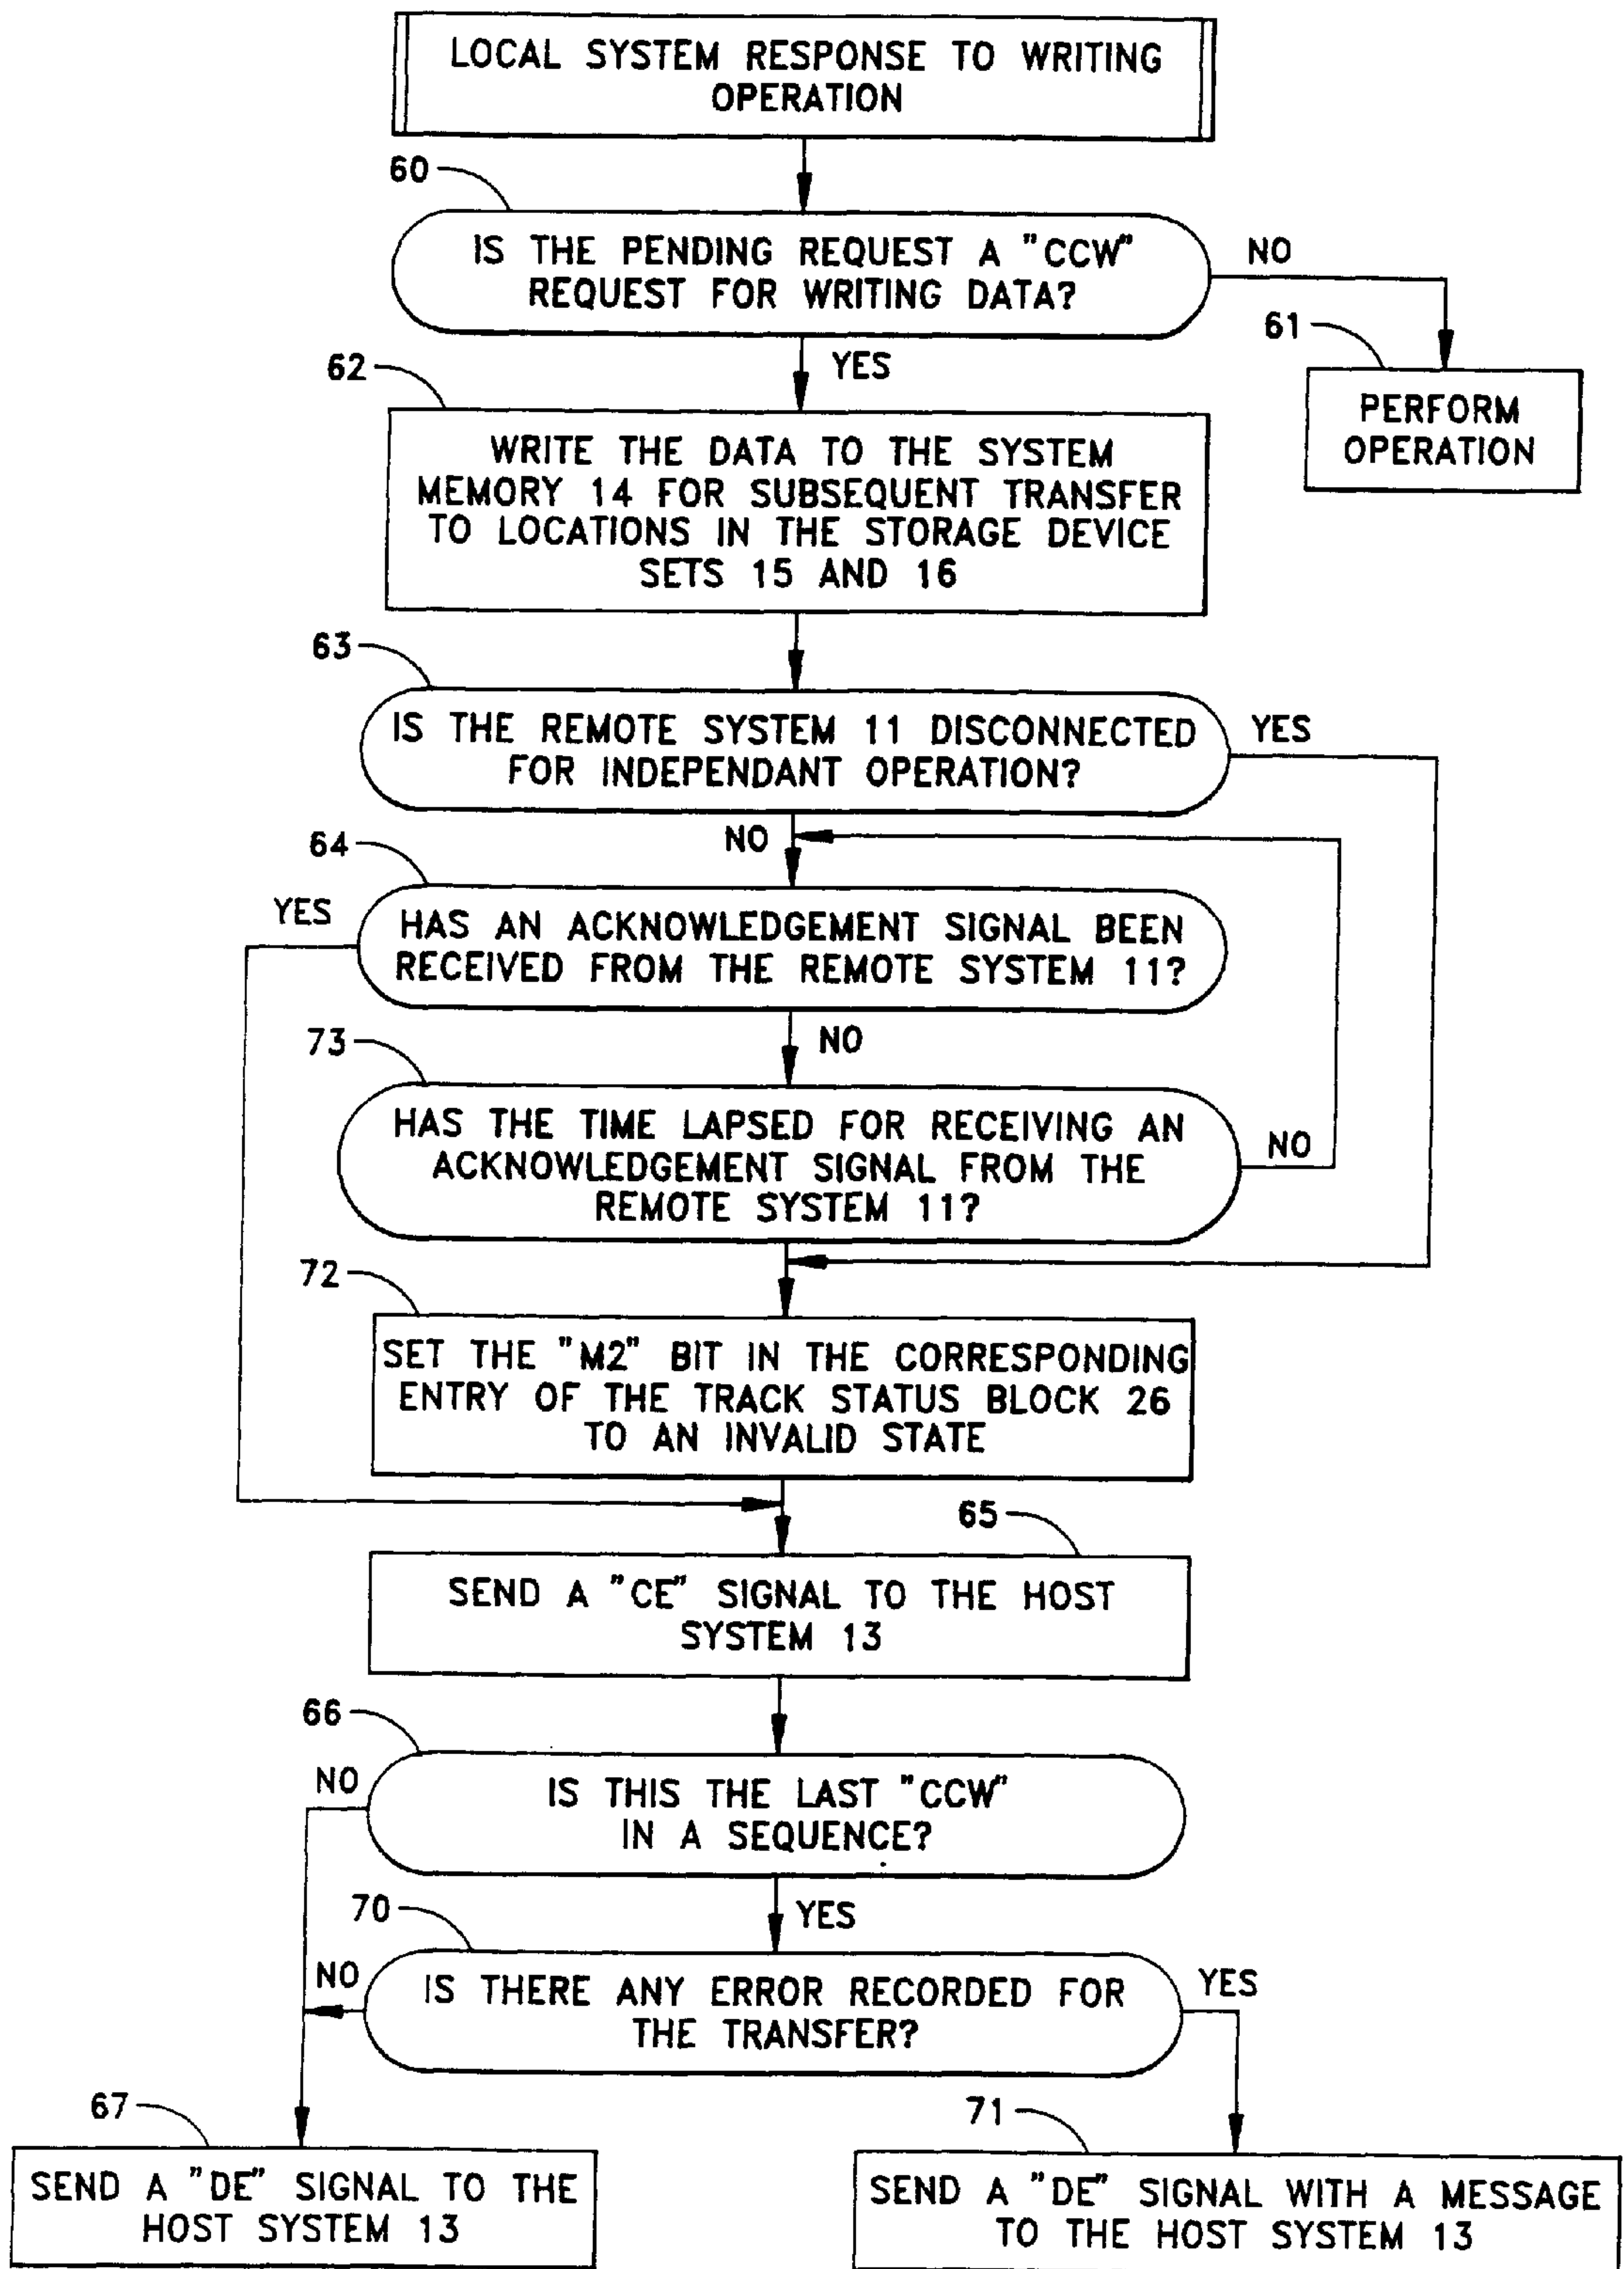 LOCAL SYSTEM RESPONSE TO WRITING
OPERATION
60
IS THE PENDING REQUEST A "CCW"
REQUEST FOR WRITING DATA?
NO
61
PERFORM
OPERATION
YES
62
WRITE THE DATA TO THE SYSTEM
MEMORY 14 FOR SUBSEQUENT TRANSFER
TO LOCATIONS IN THE STORAGE DEVICE
SETS 15 AND 16
63
IS THE REMOTE SYSTEM 11 DISCONNECTED
FOR INDEPENDANT OPERATION?
YES
NO
64
YES
HAS AN ACKNOWLEDGEMENT SIGNAL BEEN
RECEIVED FROM THE REMOTE SYSTEM 11?
NO
73
HAS THE TIME LAPSED FOR RECEIVING AN
ACKNOWLEDGEMENT SIGNAL FROM THE
REMOTE SYSTEM 11?
NO
72
SET THE "M2" BIT IN THE CORRESPONDING
ENTRY OF THE TRACK STATUS BLOCK 26
TO AN INVALID STATE
65
SEND A "CE" SIGNAL TO THE HOST
SYSTEM 13
66
NO
IS THIS THE LAST "CCW"
IN A SEQUENCE?
YES
70
NO
IS THERE ANY ERROR RECORDED FOR
THE TRANSFER?
YES
67
SEND A "DE" SIGNAL TO THE
HOST SYSTEM 13
71
SEND A "DE" SIGNAL WITH A MESSAGE
TO THE HOST SYSTEM 13